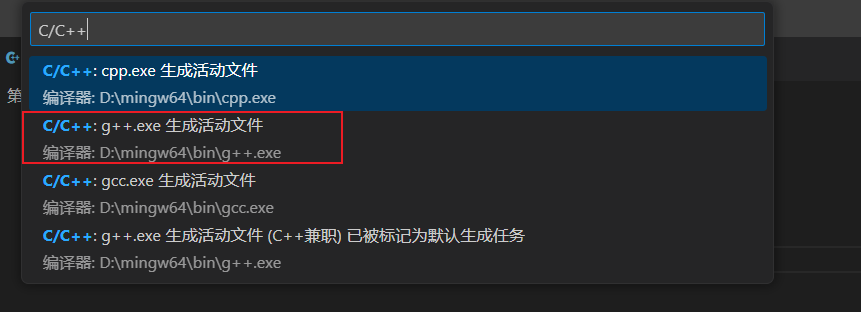 C/C++
C/C++: cpp.exe 生成活动文件
编译器: D:\mingw64\bin\cpp.exe
C/C++: g++.exe 生成活动文件
编译器: D:\mingw64\bin\g++.exe
C/C++: gcc.exe 生成活动文件
编译器: D:\mingw64\bin\gcc.exe
C/C++: g++.exe 生成活动文件 (C++兼职) 已被标记为默认生成任务
编译器: D:\mingw64\bin\g++.exe
第